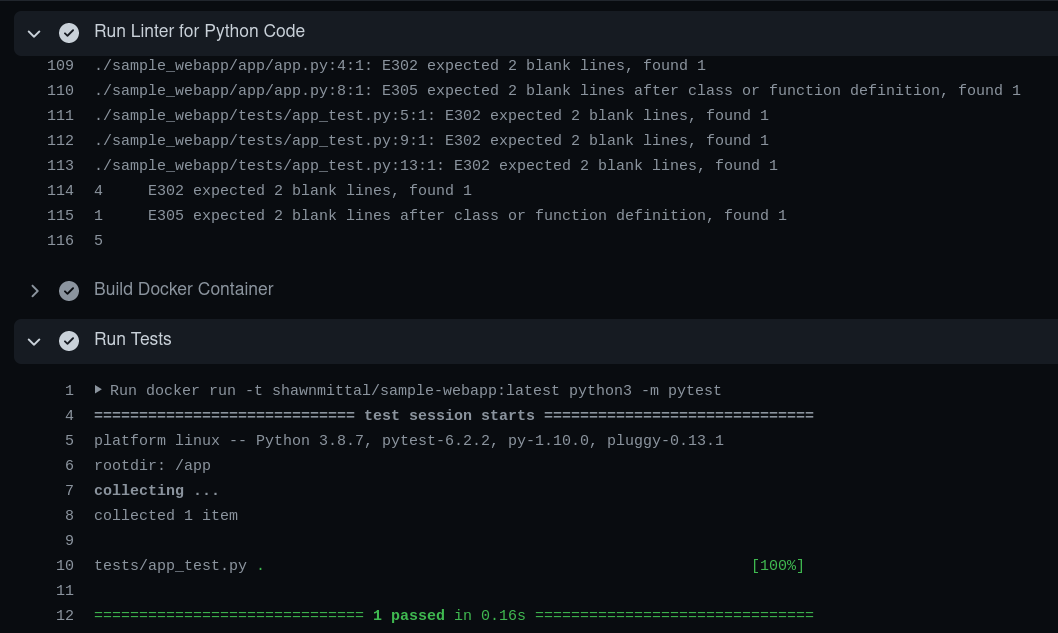 Run Linter for Python Code
109 ./sample_webapp/app/app.py:4:1: E302 expected 2 blank lines, found 1
110 ./sample_webapp/app/app.py:8:1: E305 expected 2 blank lines after class or function definition, found 1
111 ./sample_webapp/tests/app_test.py:5:1: E302 expected 2 blank lines, found 1
112 ./sample_webapp/tests/app_test.py:9:1: E302 expected 2 blank lines, found 1
113 ./sample_webapp/tests/app_test.py:13:1: E302 expected 2 blank lines, found 1
114 4     E302 expected 2 blank lines, found 1
115 1     E305 expected 2 blank lines after class or function definition, found 1
116 5
Build Docker Container
Run Tests
1 ▶ Run docker run -t shawnmittal/sample-webapp:latest python3 -m pytest
4 ============================= test session starts ==============================
5 platform linux -- Python 3.8.7, pytest-6.2.2, py-1.10.0, pluggy-0.13.1
6 rootdir: /app
7 collecting ...
8 collected 1 item
9
10 tests/app_test.py .                                                      [100%]
11
12 ============================== 1 passed in 0.16s ===============================